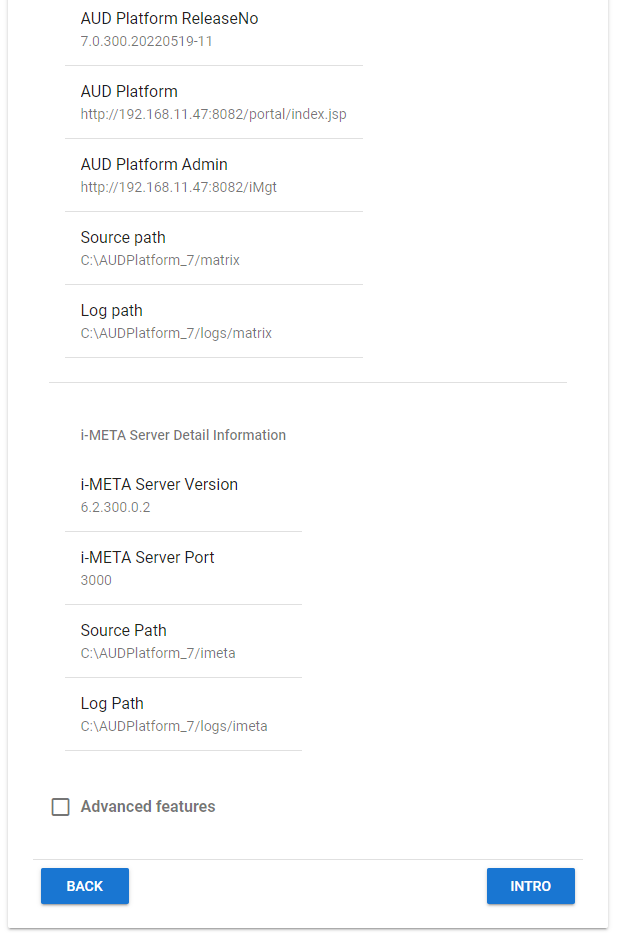 AUD Platform ReleaseNo
7.0.300.20220519-11
AUD Platform
http://192.168.11.47:8082/portal/index.jsp
AUD Platform Admin
http://192.168.11.47:8082/iMgt
Source path
C:\AUDPlatform_7/matrix
Log path
C:\AUDPlatform_7/logs/matrix
i-META Server Detail Information
i-META Server Version
6.2.300.0.2
i-META Server Port
3000
Source Path
C:\AUDPlatform_7/imeta
Log Path
C:\AUDPlatform_7/logs/imeta
Advanced features
BACK
INTRO